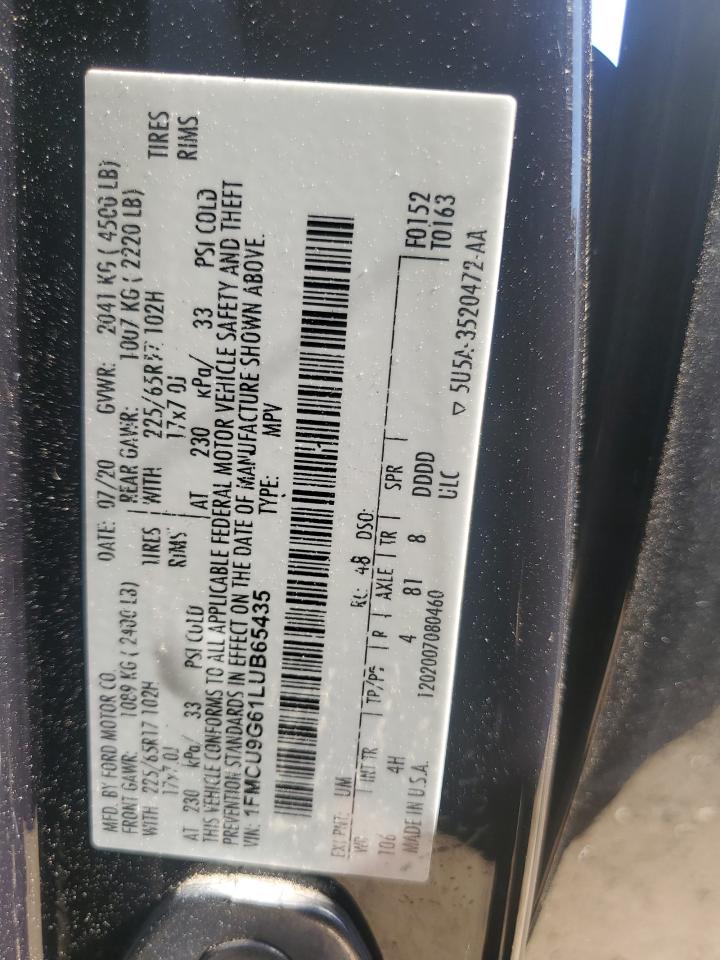 MFD. BY FORD MOTOR CO. DATE: 07/20 GVWR: 2041 KG ( 4500 LB)
FRONT GAWR: 1089 KG ( 2400 LB) REAR GAWR: 1007 KG ( 2220 LB)
WITH 225/65R17 102H TIRES WITH 225/65R17 102H TIRES
17x7.0J RIMS 17x7.0J RIMS
AT 230 kPa/ 33 PSI COLD AT 230 kPa/ 33 PSI COLD
THIS VEHICLE CONFORMS TO ALL APPLICABLE FEDERAL MOTOR VEHICLE SAFETY AND THEFT
PREVENTION STANDARDS IN EFFECT ON THE DATE OF MANUFACTURE SHOWN ABOVE.
VIN: 1FMCU9G61LUB65435 TYPE: MPV
EXT PNT: UM RC: 48 DSO: F0152
WB INT TR TP/PS R AXLE TR SPR T0163
106 4H 4 81 8 DDDD
MADE IN U.S.A. 1202007080460 ULC ▽ 5U5A-3520472-AA